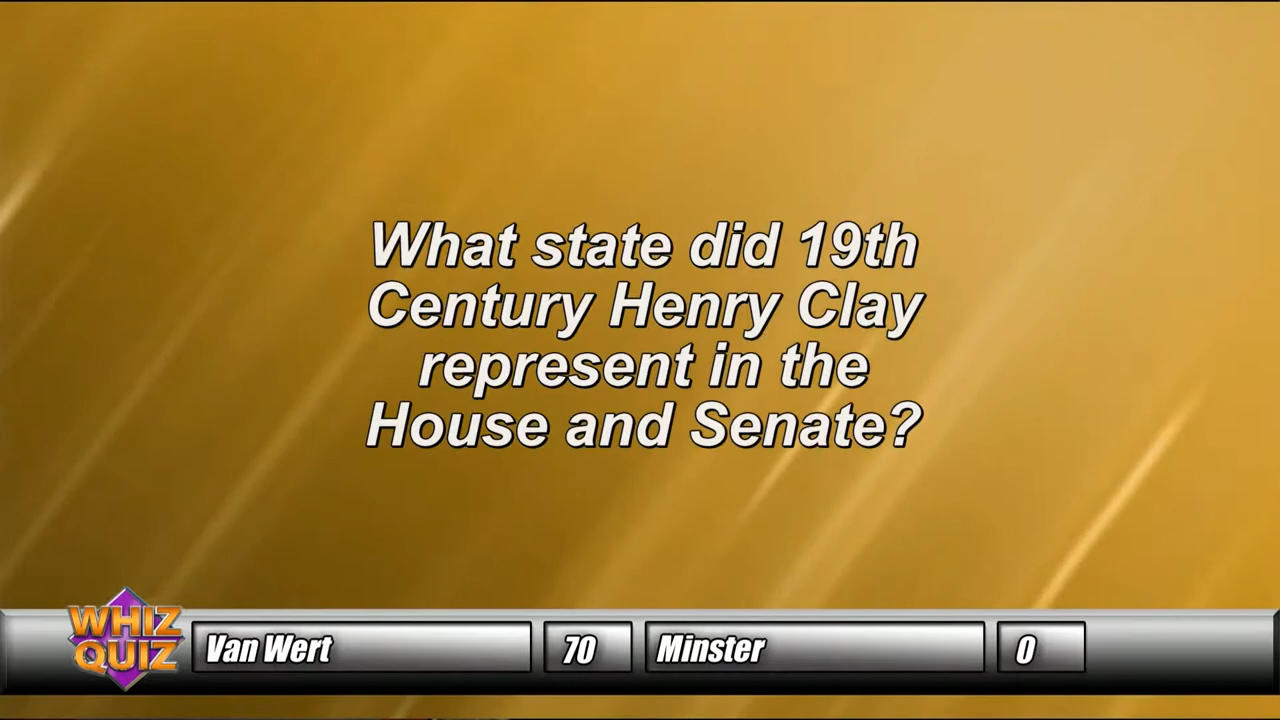 What state did 19th
Century Henry Clay
represent in the
House and Senate?
WHIZ
QUIZ
Van Wert
70
Minster
0